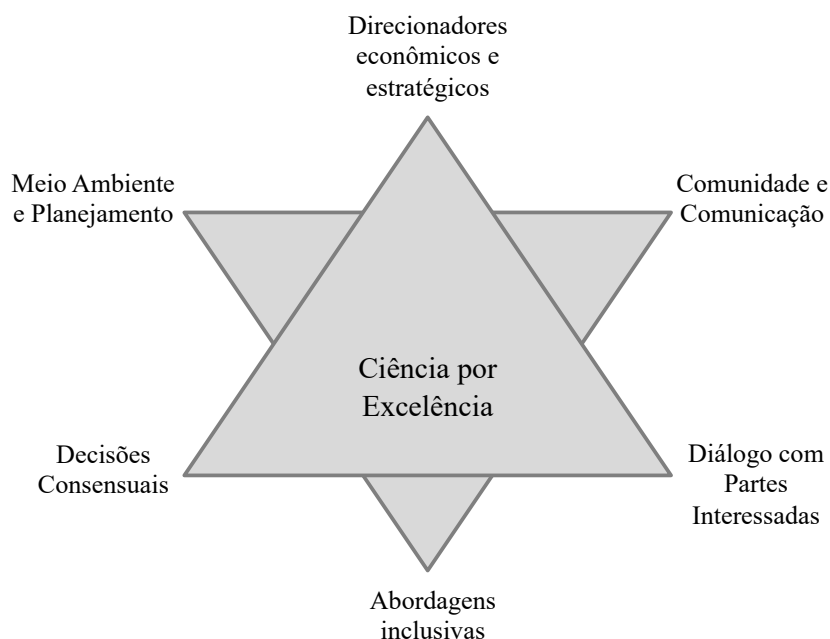 Direcionadores
econômicos e
estratégicos
Meio Ambiente
e Planejamento
Comunidade e
Comunicação
Ciência por
Excelência
Decisões
Consensuais
Diálogo com
Partes
Interessadas
Abordagens
inclusivas